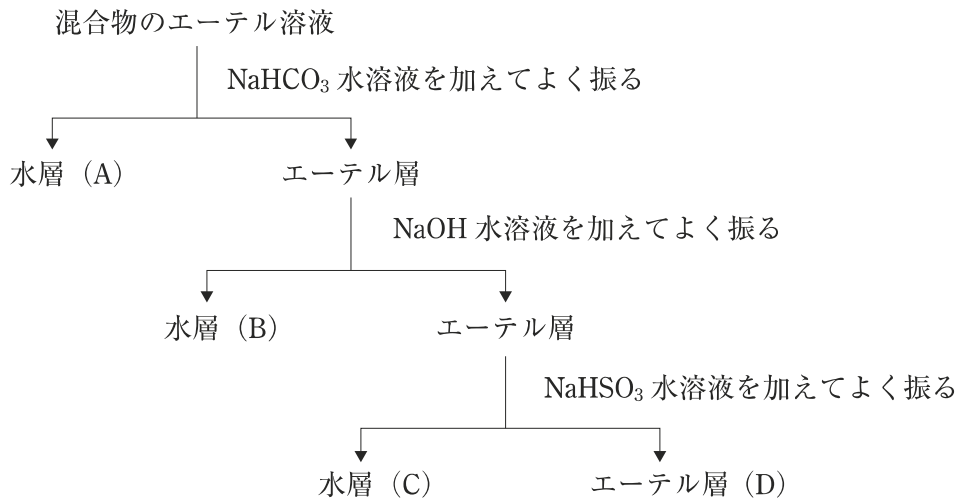 混合物のエーテル溶液
NaHCO₃ 水溶液を加えてよく振る
水層（A）
エーテル層
NaOH 水溶液を加えてよく振る
水層（B）
エーテル層
NaHSO₃ 水溶液を加えてよく振る
水層（C）
エーテル層（D）